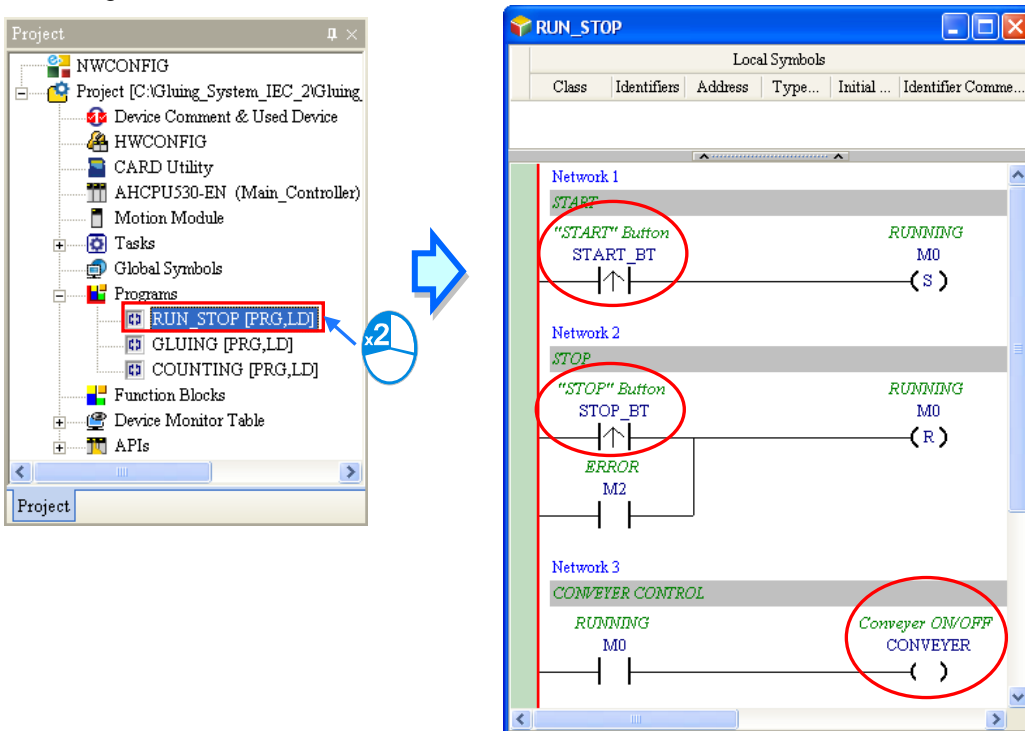 Project
NWCONFIG
Project [C:\Gluing_System_IEC_2\Gluing
Device Comment & Used Device
HWCONFIG
CARD Utility
AHCPU530-EN (Main_Controller)
Motion Module
Tasks
Global Symbols
Programs
RUN_STOP [PRG,LD]
GLUING [PRG,LD]
COUNTING [PRG,LD]
Function Blocks
Device Monitor Table
APIs
Project
x2
RUN_STOP
Local Symbols
Class Identifiers Address Type... Initial ... Identifier Comme...
Network 1
START
"START" Button RUNNING
START_BT M0
S
Network 2
STOP
"STOP" Button RUNNING
STOP_BT M0
R
ERROR
M2
Network 3
CONVEYER CONTROL
RUNNING Conveyer ON/OFF
M0 CONVEYER